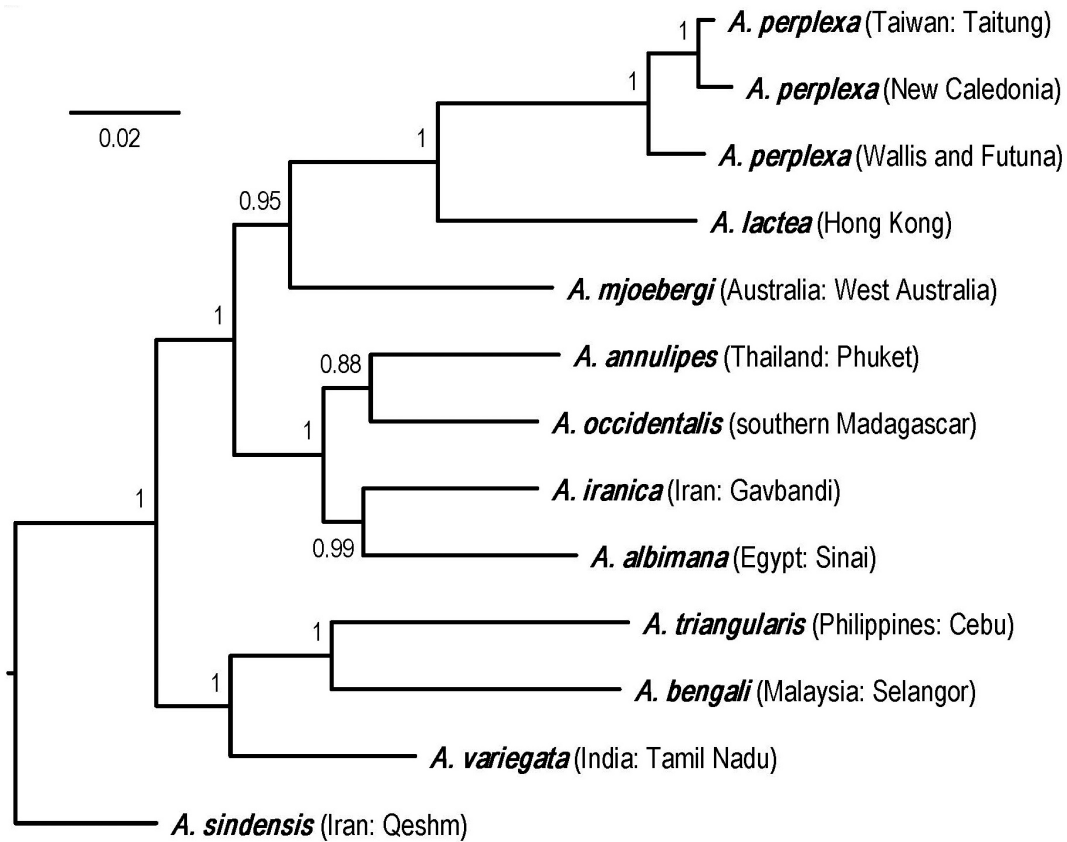 1
A. perplexa (Taiwan: Taitung)
1
A. perplexa (New Caledonia)
0.02
1
A. perplexa (Wallis and Futuna)
0.95
A. lactea (Hong Kong)
A. mjoebergi (Australia: West Australia)
1
0.88
A. annulipes (Thailand: Phuket)
1
A. occidentalis (southern Madagascar)
1
A. iranica (Iran: Gavbandi)
0.99
A. albimana (Egypt: Sinai)
1
A. triangularis (Philippines: Cebu)
1
A. bengali (Malaysia: Selangor)
A. variegata (India: Tamil Nadu)
A. sindensis (Iran: Qeshm)